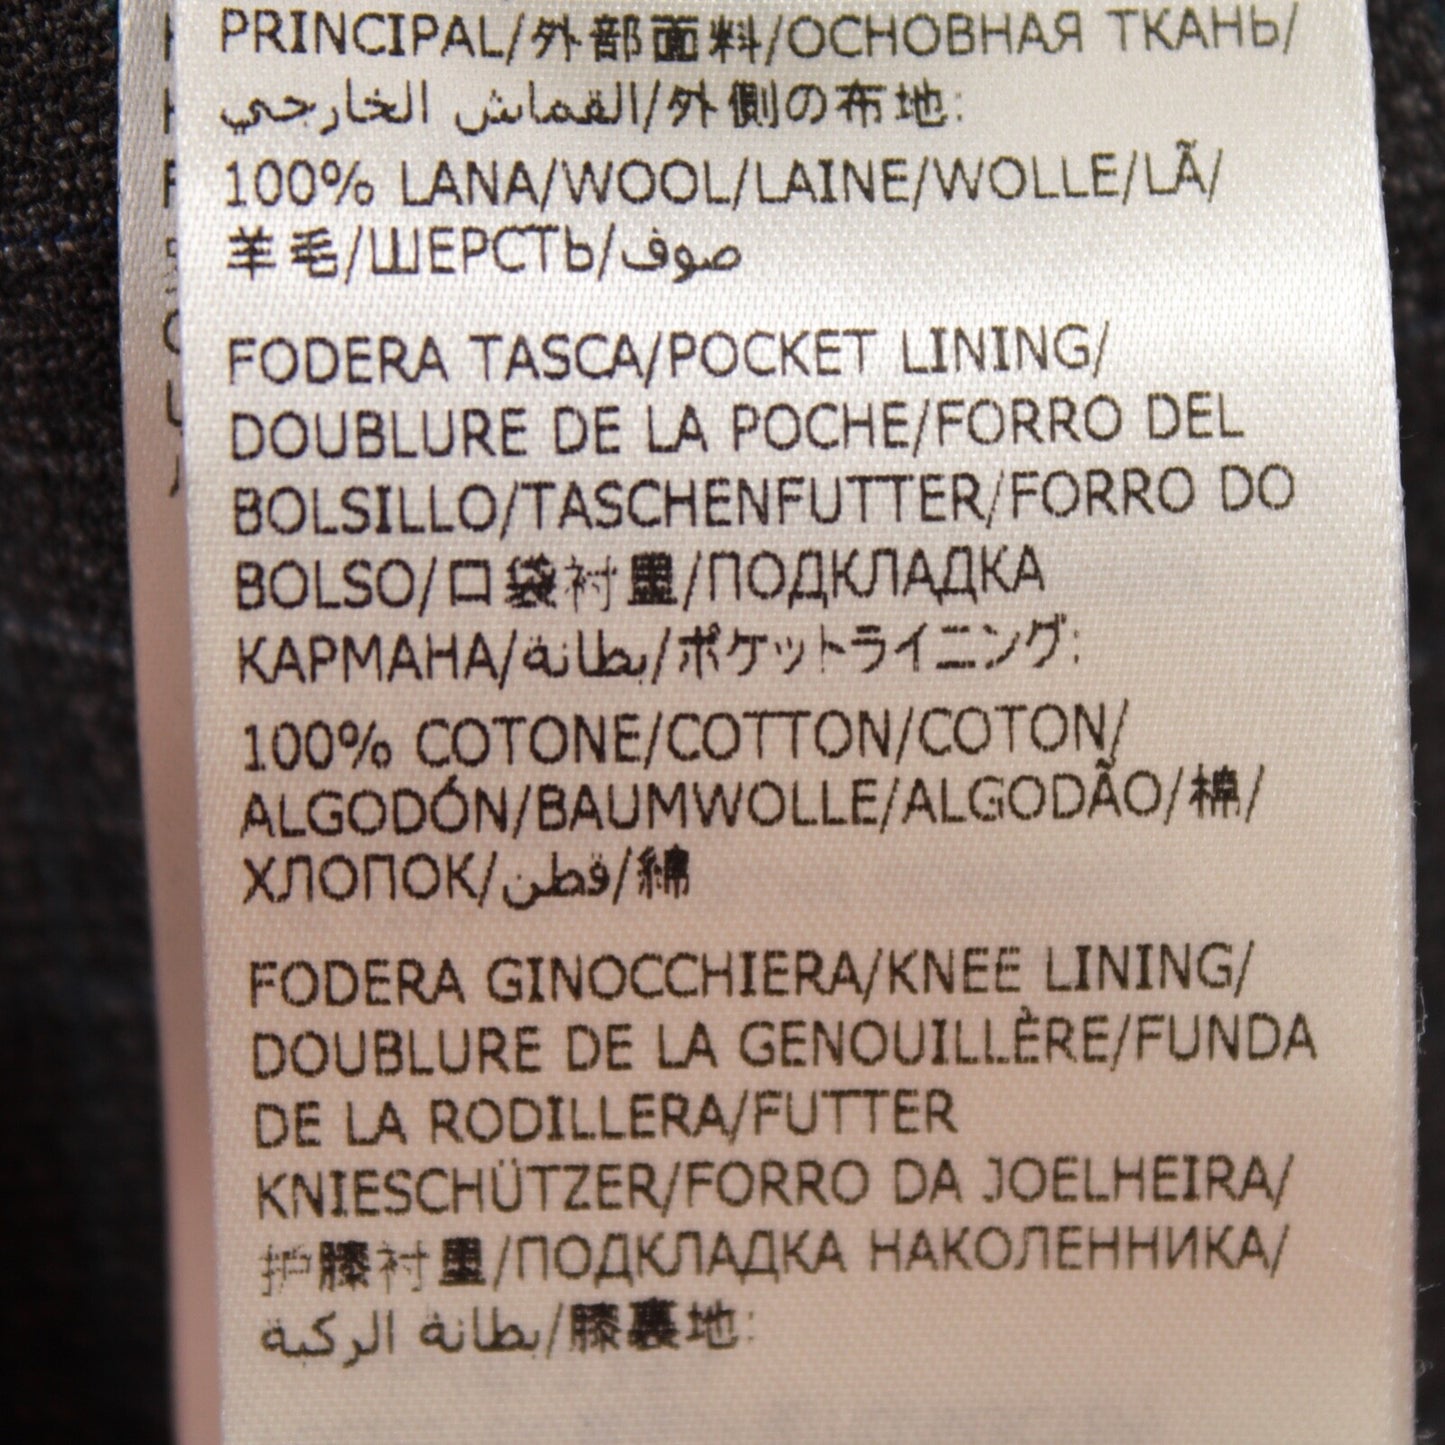 PRINCIPAL/外部面料/ОСНОВНАЯ ТКАНЬ/
القماش الخارجي/外側の布地:
100% LANA/WOOL/LAINE/WOLLE/LÃ/
羊毛/ШЕРСТЬ/صوف
FODERA TASCA/POCKET LINING/
DOUBLURE DE LA POCHE/FORRO DEL
BOLSILLO/TASCHENFUTTER/FORRO DO
BOLSO/口袋衬里/ПОДКЛАДКА
КАРМАНА/بطانة/ポケットライニング:
100% COTONE/COTTON/COTON/
ALGODÓN/BAUMWOLLE/ALGODÃO/棉/
ХЛОПОК/قطن/綿
FODERA GINOCCHIERA/KNEE LINING/
DOUBLURE DE LA GENOUILLÈRE/FUNDA
DE LA RODILLERA/FUTTER
KNIESCHÜTZER/FORRO DA JOELHEIRA/
护膝衬里/ПОДКЛАДКА НАКОЛЕННИКА/
بطانة الركبة/膝裏地: